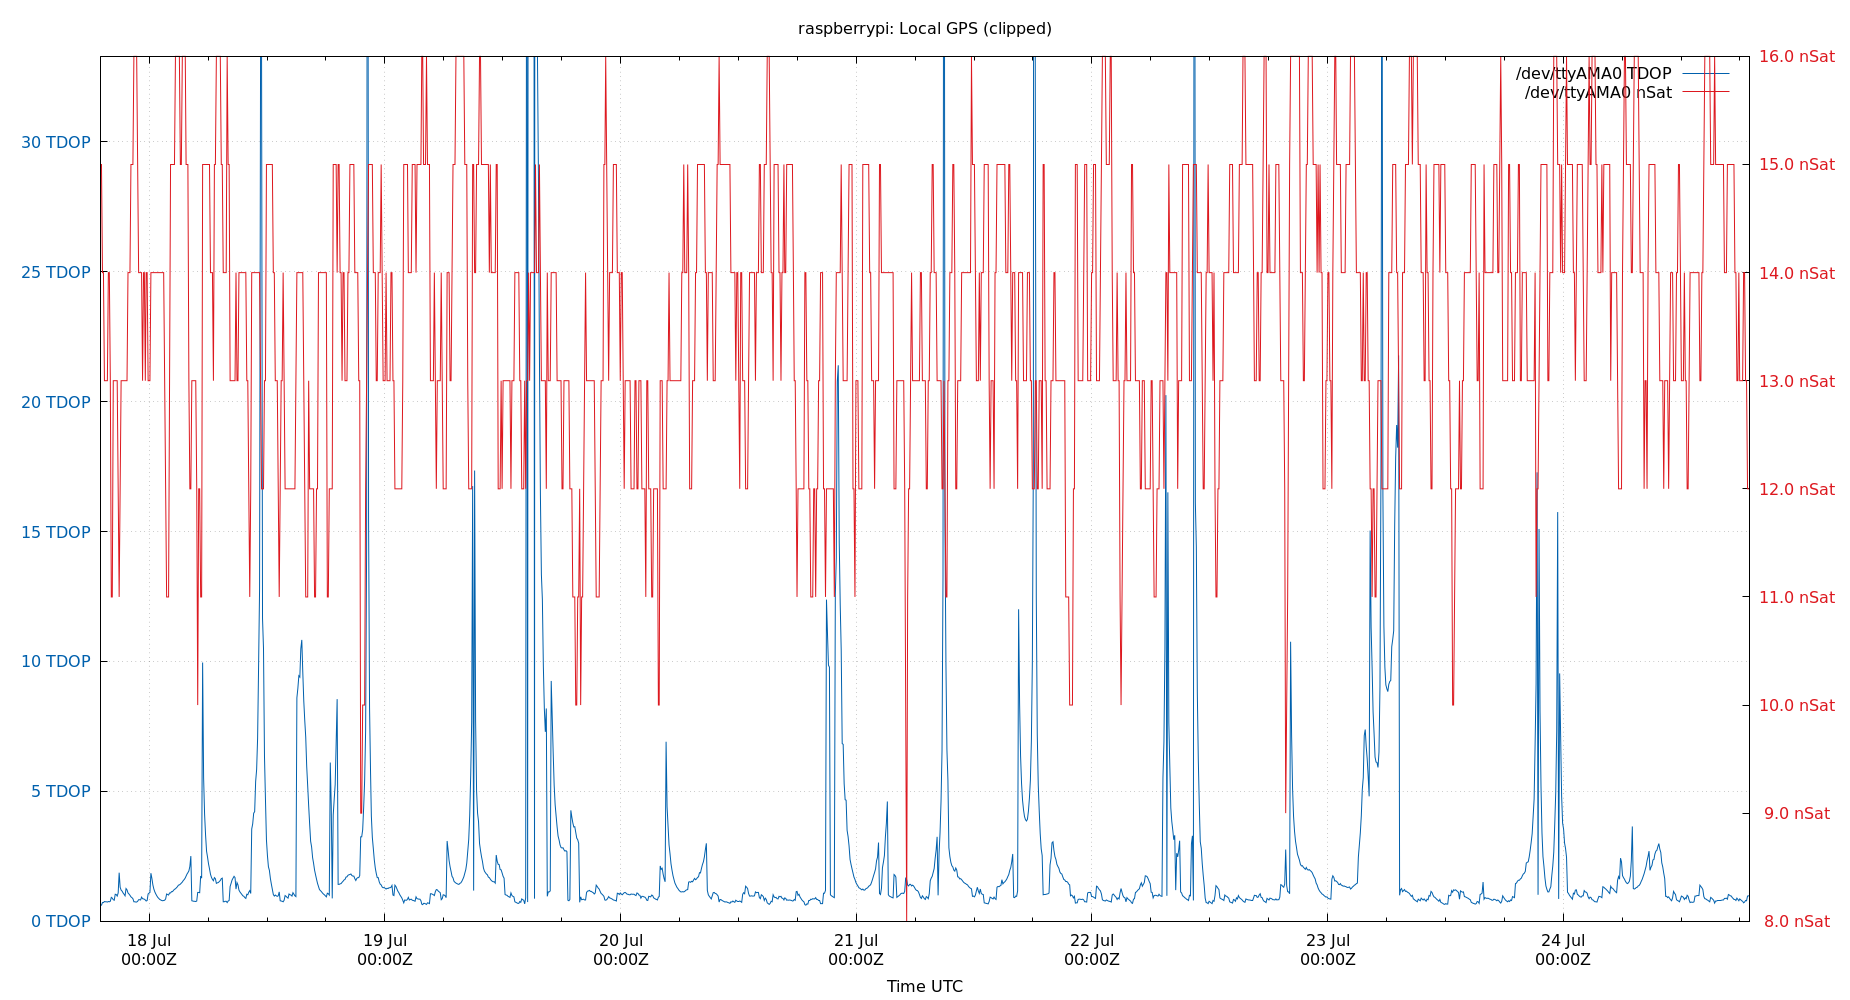 raspberrypi: Local GPS (clipped)
/dev/ttyAMA0 TDOP
/dev/ttyAMA0 nSat
30 TDOP
25 TDOP
20 TDOP
15 TDOP
10 TDOP
5 TDOP
0 TDOP
16.0 nSat
15.0 nSat
14.0 nSat
13.0 nSat
12.0 nSat
11.0 nSat
10.0 nSat
9.0 nSat
8.0 nSat
18 Jul
00:00Z
19 Jul
00:00Z
20 Jul
00:00Z
21 Jul
00:00Z
22 Jul
00:00Z
23 Jul
00:00Z
24 Jul
00:00Z
Time UTC